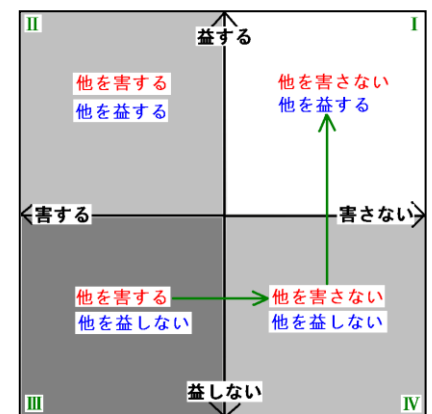 II
益する
I
他を害する
他を益する
他を害さない
他を益する
害する
害さない
他を害する
他を益しない
他を害さない
他を益しない
III
益しない
IV